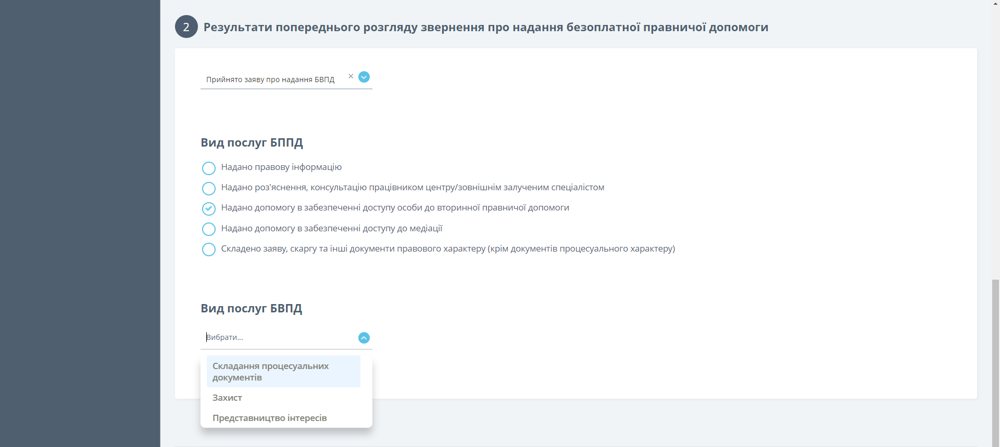 2
Результати попереднього розгляду звернення про надання безоплатної правничої допомоги
Прийнято заяву про надання БВПД
Вид послуг БППД
Надано правову інформацію
Надано роз'яснення, консультацію працівником центру/зовнішнім залученим спеціалістом
Надано допомогу в забезпеченні доступу особи до вторинної правничої допомоги
Надано допомогу в забезпеченні доступу до медіації
Складено заяву, скаргу та інші документи правового характеру (крім документів процесуального характеру)
Вид послуг БВПД
Вибрати...
Складання процесуальних
документів
Захист
Представництво інтересів